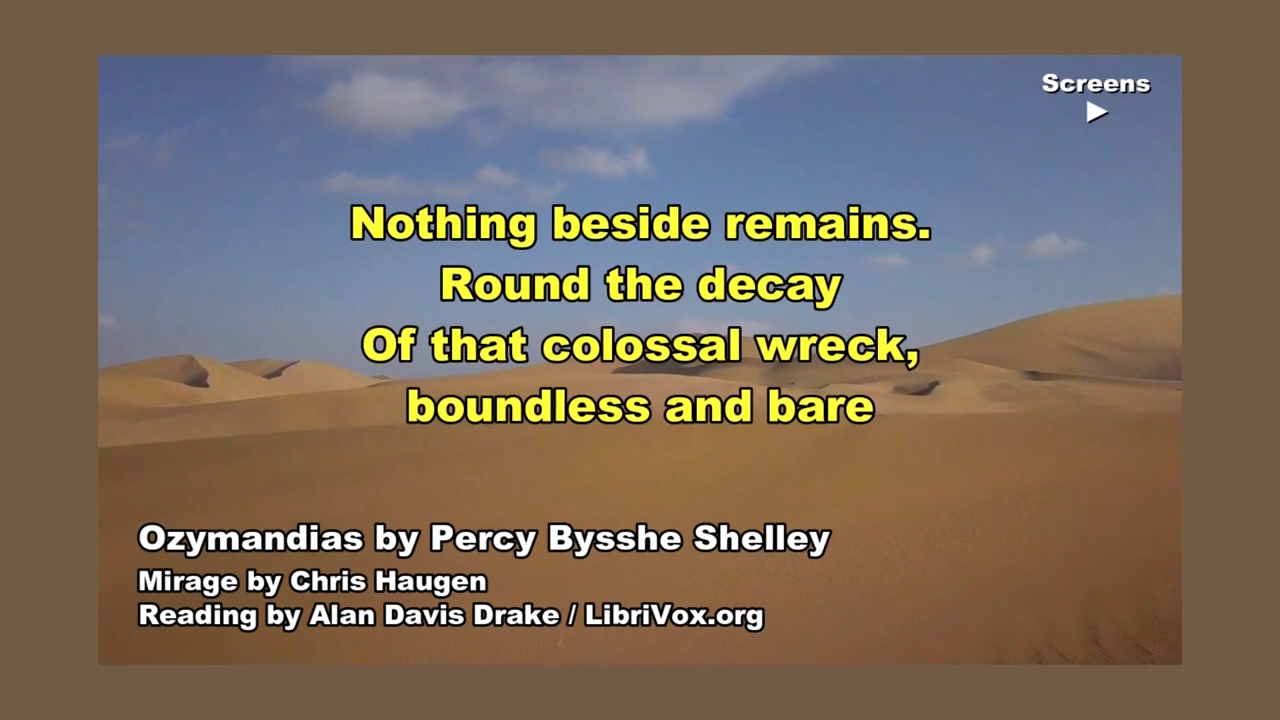 Screens
Nothing beside remains.
Round the decay
Of that colossal wreck,
boundless and bare
Ozymandias by Percy Bysshe Shelley
Mirage by Chris Haugen
Reading by Alan Davis Drake / LibriVox.org